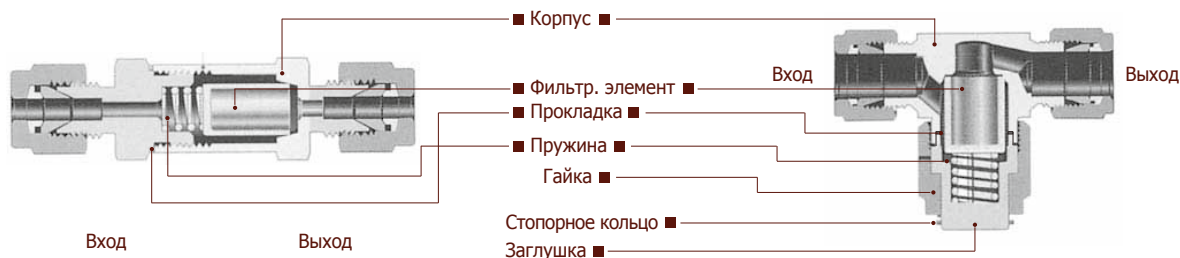 ■ Корпус ■
■ Фильтр. элемент ■
Вход
Выход
■ Прокладка ■
■ Пружина ■
Гайка ■
Стопорное кольцо ■
Вход
Выход
Заглушка ■